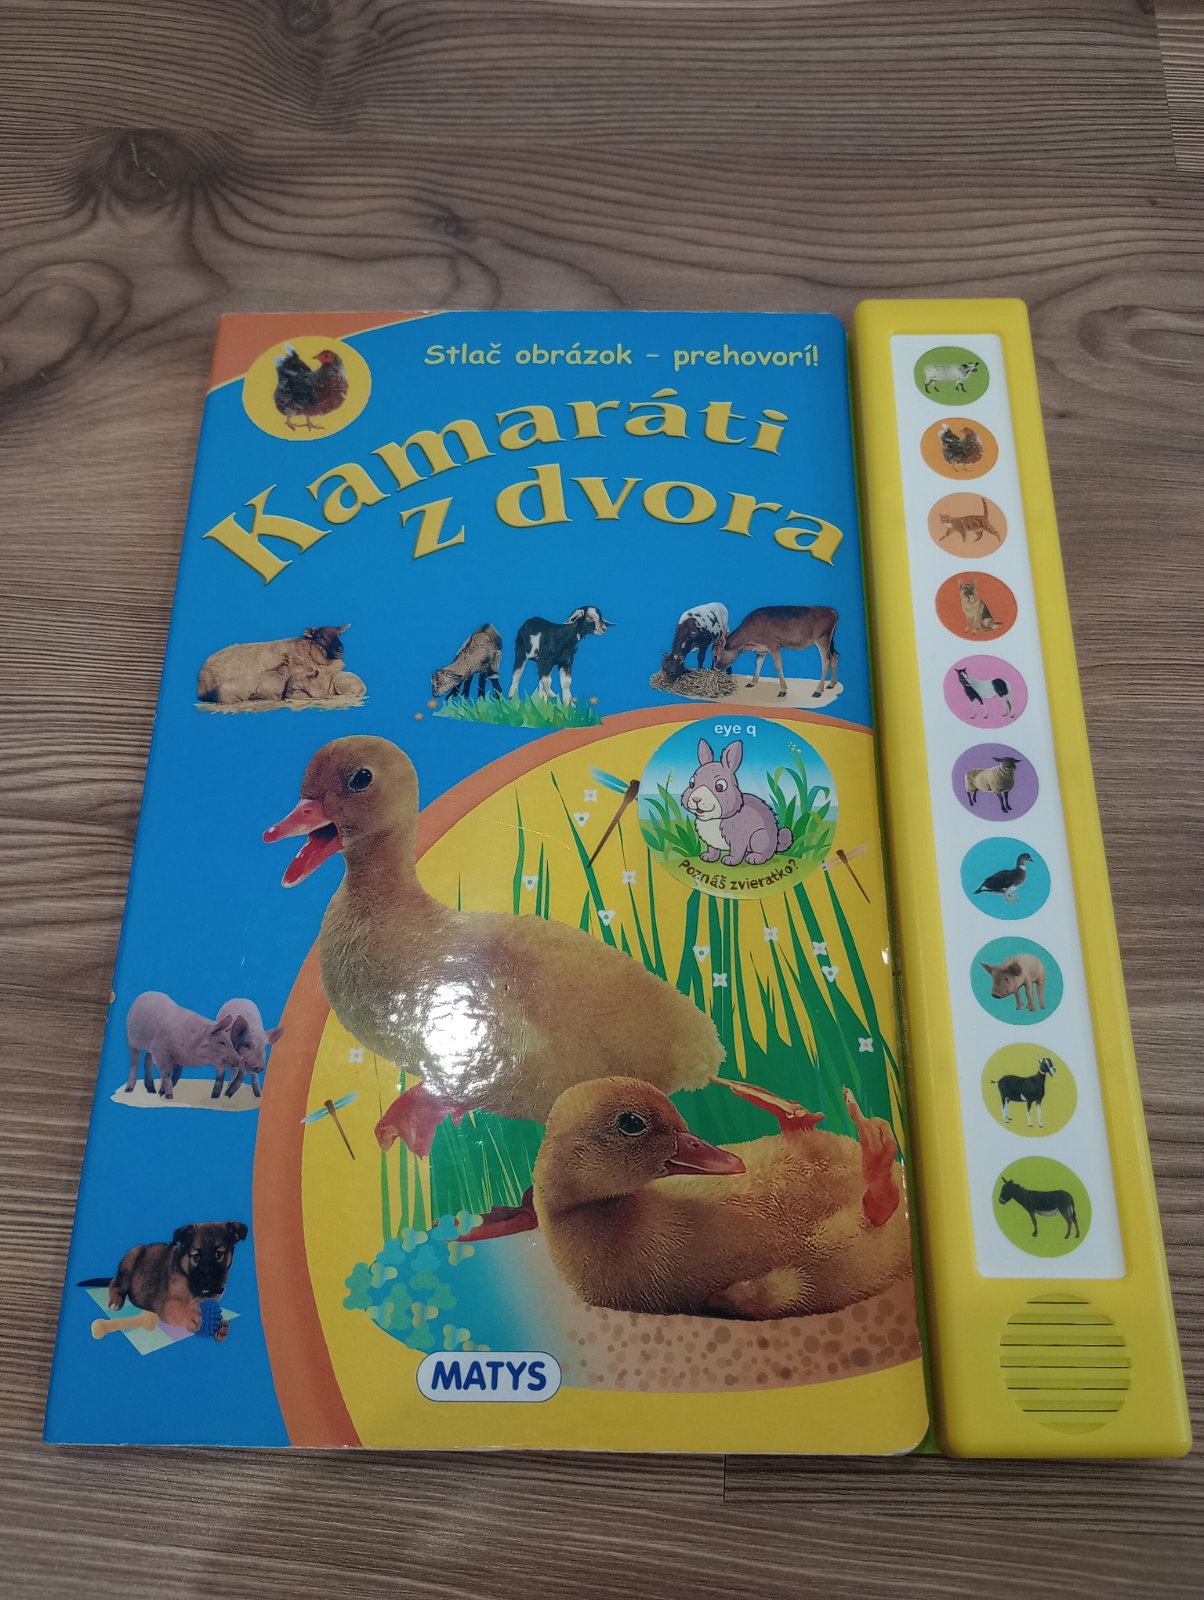 Stlač obrázok – prehovorí!
Kamaráti
z dvora
eye q
Poznáš zvieratko?
MATYS